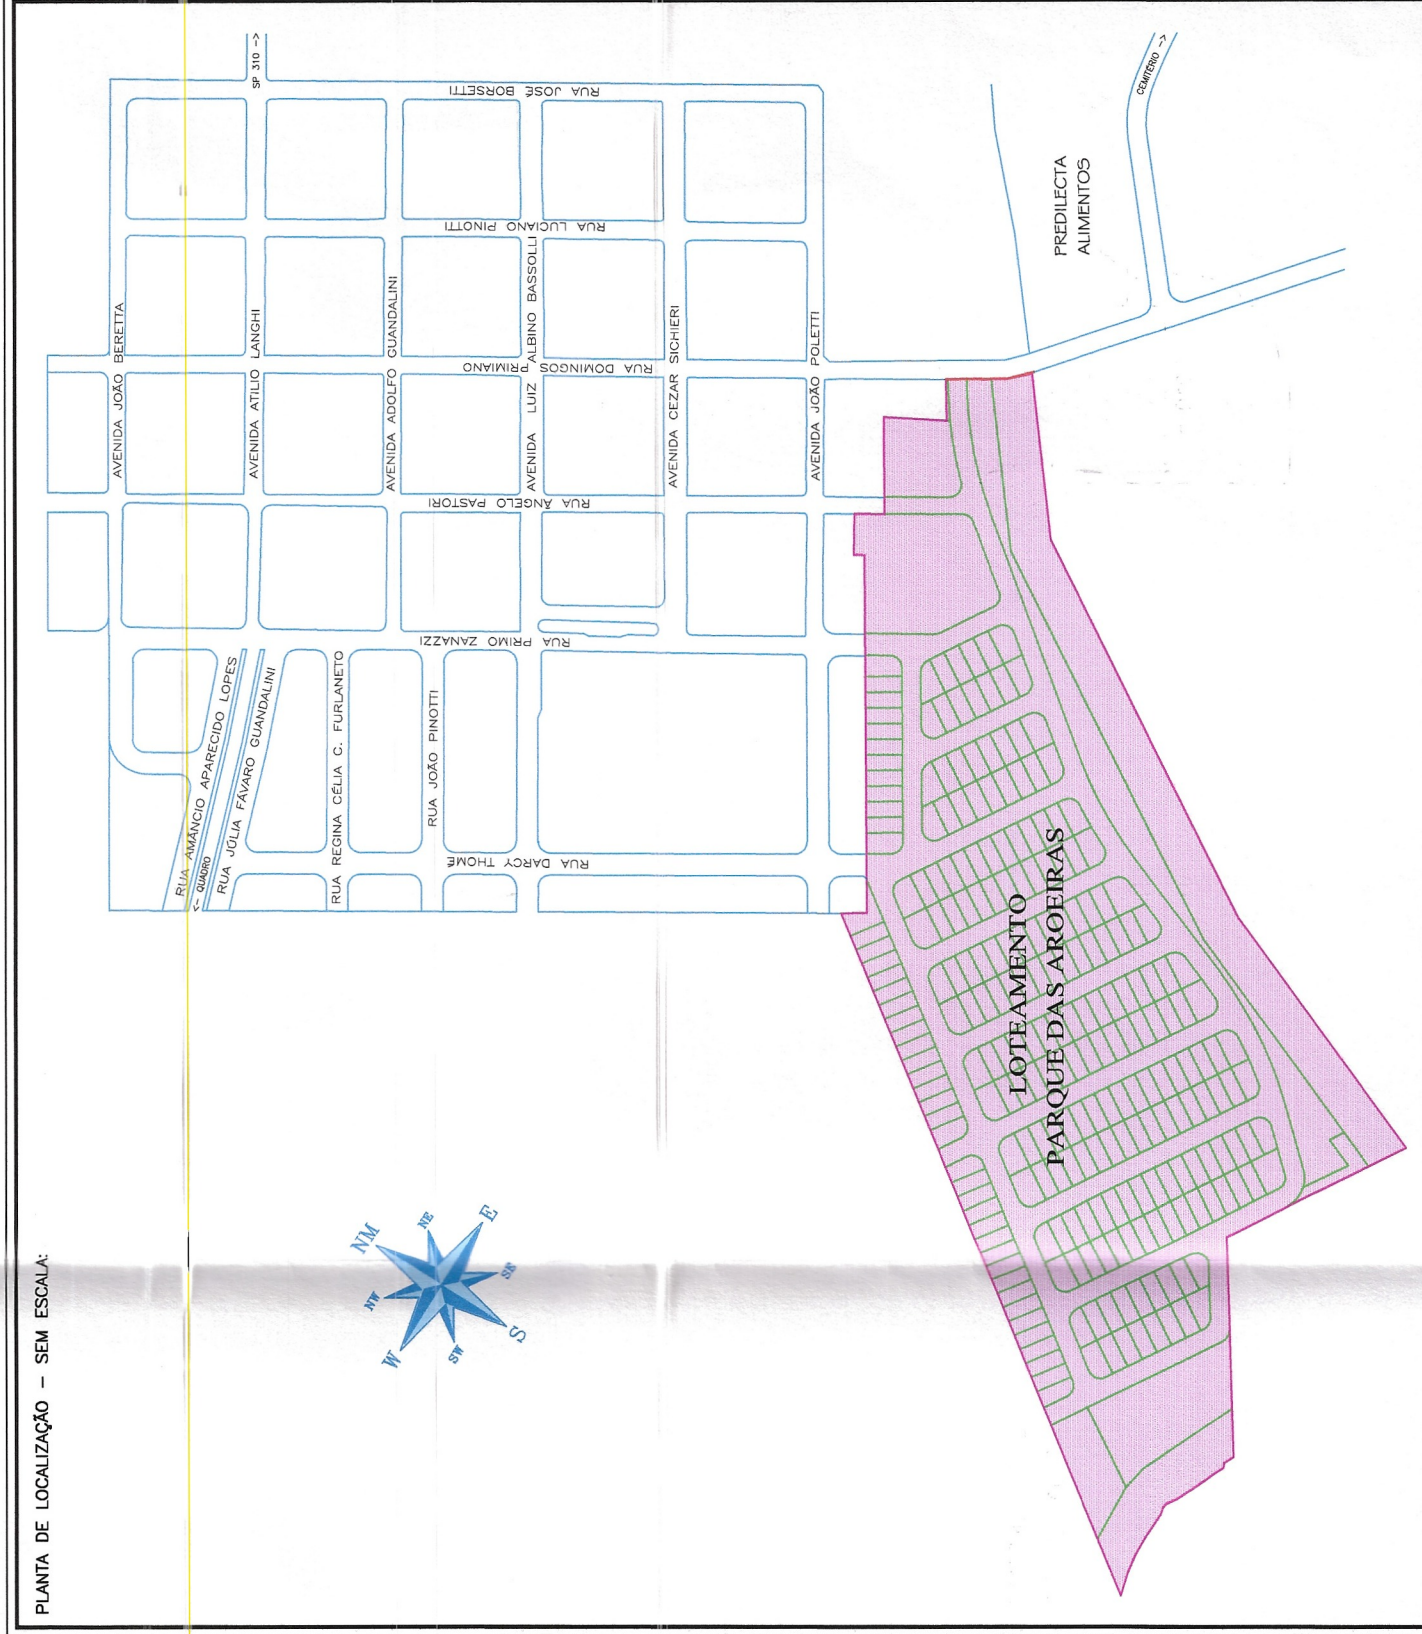 PLANTA DE LOCALIZAÇÃO - SEM ESCALA:
SP 310 ->
RUA JOSÉ BORSETTI
RUA LUCIANO PINOTTI
RUA DOMINGOS PRIMIANO
RUA ÂNGELO PASTORI
RUA PRIMO ZANAZZI
RUA DARCY THOMÉ
AVENIDA JOÃO BERETTA
AVENIDA ATILIO LANGHI
AVENIDA ADOLFO GUANDALINI
AVENIDA LUIZ ALBINO BASSOLLI
AVENIDA CEZAR SICHIERI
AVENIDA JOÃO POLETTI
RUA AMÂNCIO APARECIDO LOPES
<- QUADRO
RUA JÚLIA FÁVARO GUANDALINI
RUA REGINA CÉLIA C. FURLANETO
RUA JOÃO PINOTTI
PREDILECTA
ALIMENTOS
CEMITÉRIO ->
LOTEAMENTO
PARQUE DAS AROEIRAS
NM
NE
E
SE
S
SW
W
NW